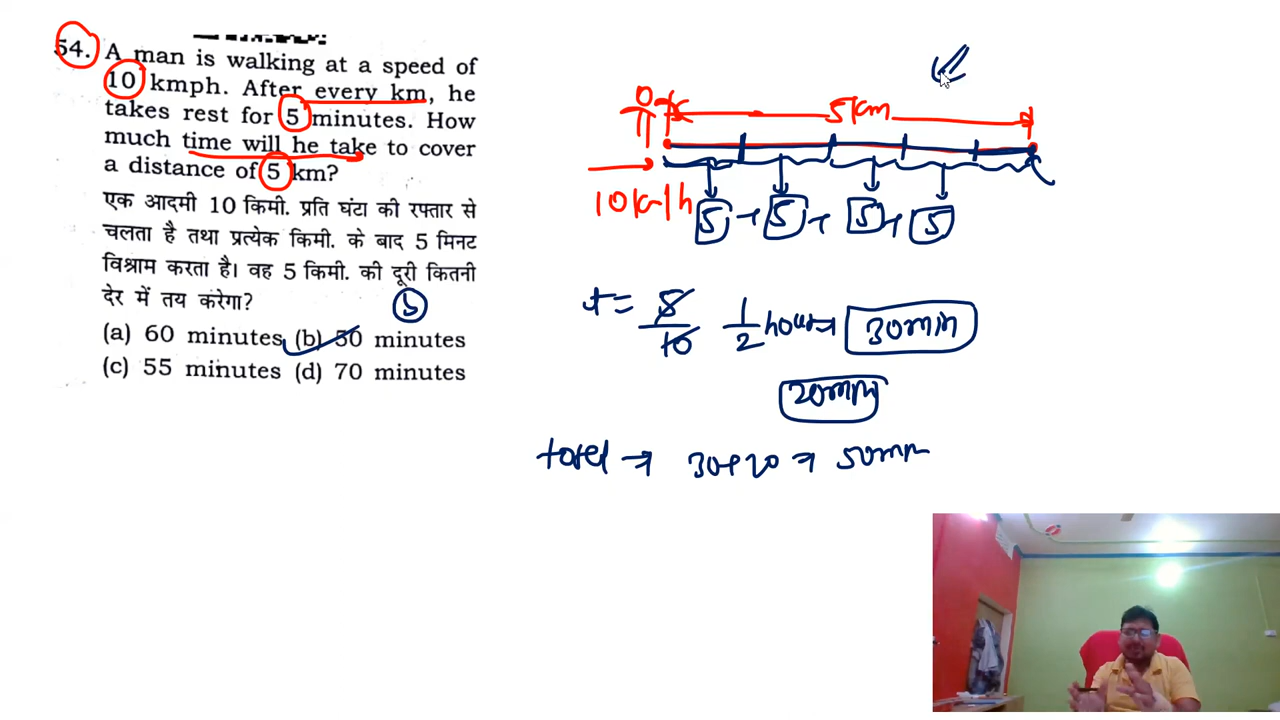 54. A man is walking at a speed of
10 kmph. After every km, he
takes rest for 5 minutes. How
much time will he take to cover
a distance of 5 km?
एक आदमी 10 किमी. प्रति घंटा की रफ्तार से
चलता है तथा प्रत्येक किमी. के बाद 5 मिनट
विश्राम करता है। वह 5 किमी. की दूरी कितनी
देर में तय करेगा?
(a) 60 minutes (b) 50 minutes
(c) 55 minutes (d) 70 minutes
b
5km
10km/h
5 + 5 + 5 + 5
t = 5/10 1/2 hour → 30min
20min
total → 30+20 → 50min